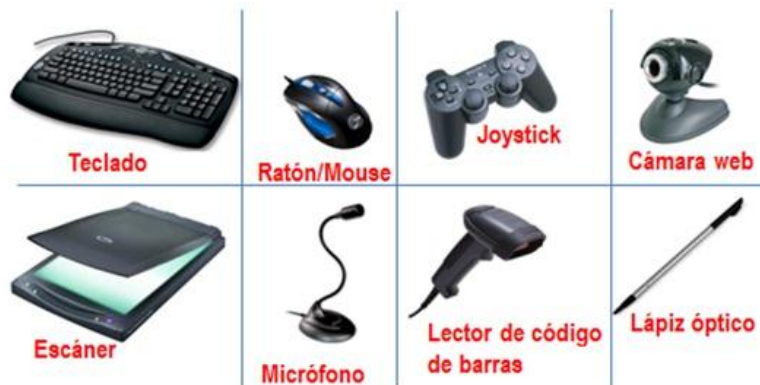 Teclado
Ratón/Mouse
Joystick
Cámara web
Escáner
Micrófono
Lector de código
de barras
Lápiz óptico